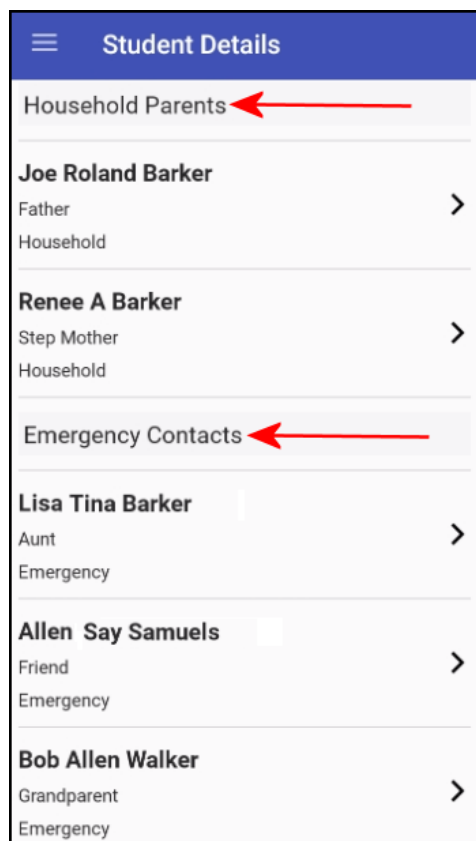 Student Details
Household Parents
Joe Roland Barker
Father
Household
Renee A Barker
Step Mother
Household
Emergency Contacts
Lisa Tina Barker
Aunt
Emergency
Allen Say Samuels
Friend
Emergency
Bob Allen Walker
Grandparent
Emergency